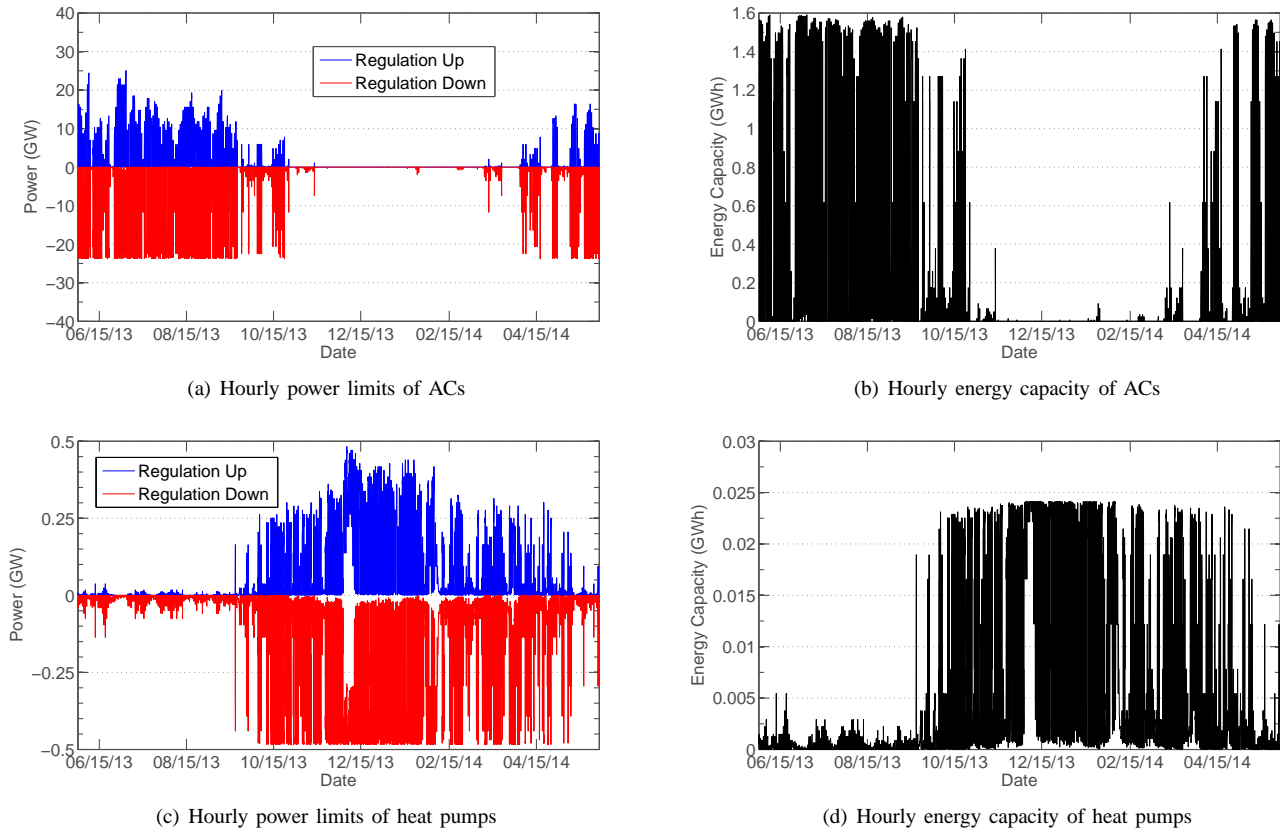 40
30
20
10
0
−10
−20
−30
−40
Power (GW)
Regulation Up
Regulation Down
06/15/13 08/15/13 10/15/13 12/15/13 02/15/14 04/15/14
Date
(a) Hourly power limits of ACs
1.6
1.4
1.2
1
0.8
0.6
0.4
0.2
0
Energy Capacity (GWh)
06/15/13 08/15/13 10/15/13 12/15/13 02/15/14 04/15/14
Date
(b) Hourly energy capacity of ACs
0.5
0.25
0
−0.25
−0.5
Power (GW)
Regulation Up
Regulation Down
06/15/13 08/15/13 10/15/13 12/15/13 02/15/14 04/15/14
Date
(c) Hourly power limits of heat pumps
0.03
0.025
0.02
0.015
0.01
0.005
0
Energy Capacity (GWh)
06/15/13 08/15/13 10/15/13 12/15/13 02/15/14 04/15/14
Date
(d) Hourly energy capacity of heat pumps